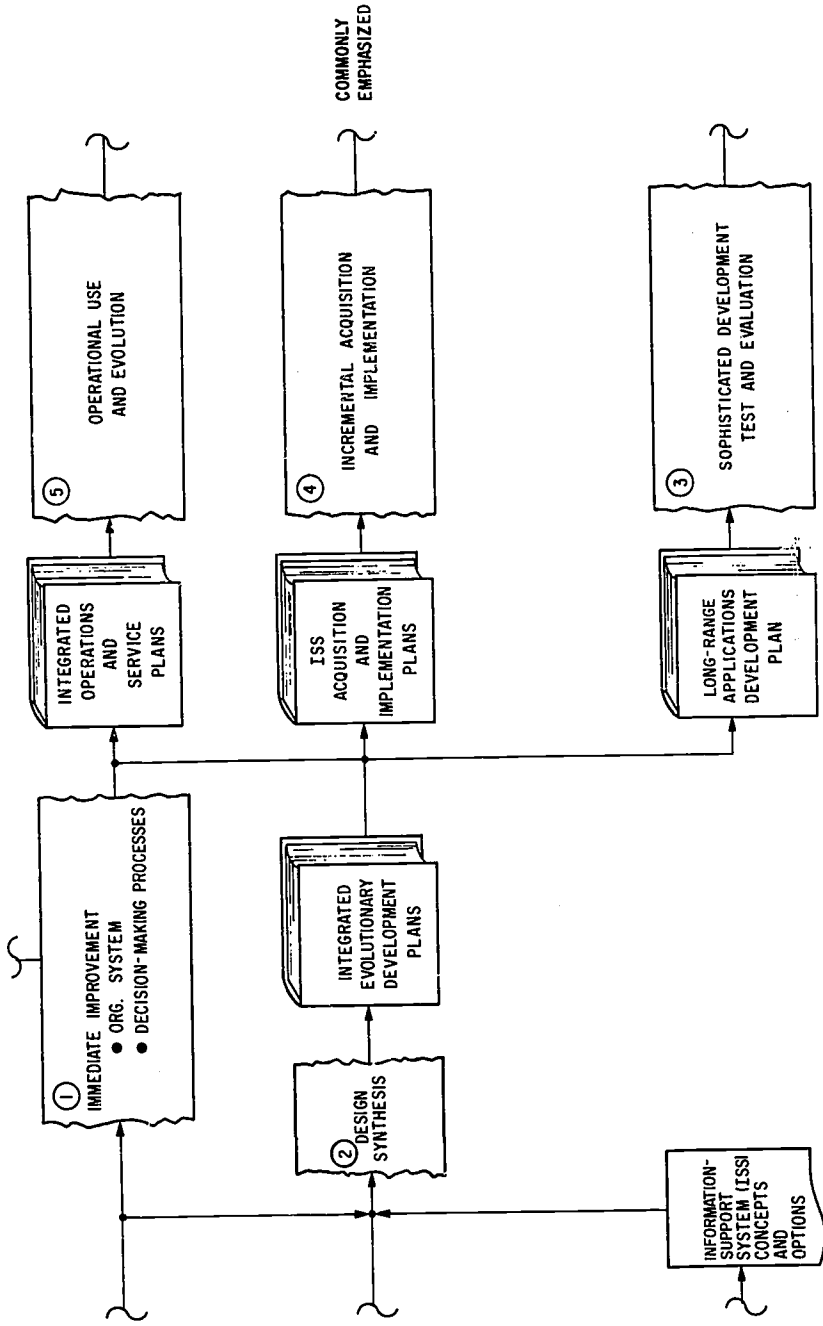 ①
IMMEDIATE IMPROVEMENT
● ORG. SYSTEM
● DECISION-MAKING PROCESSES
INTEGRATED
OPERATIONS
AND
SERVICE
PLANS
⑤
OPERATIONAL USE
AND EVOLUTION
② DESIGN
SYNTHESIS
INTEGRATED
EVOLUTIONARY
DEVELOPMENT
PLANS
ISS
ACQUISITION
AND
IMPLEMENTATION
PLANS
④
INCREMENTAL ACQUISITION
AND IMPLEMENTATION
COMMONLY
EMPHASIZED
INFORMATION-
SUPPORT
SYSTEM (ISS)
CONCEPTS
AND
OPTIONS
LONG-RANGE
APPLICATIONS
DEVELOPMENT
PLAN
③
SOPHISTICATED DEVELOPMENT
TEST AND EVALUATION